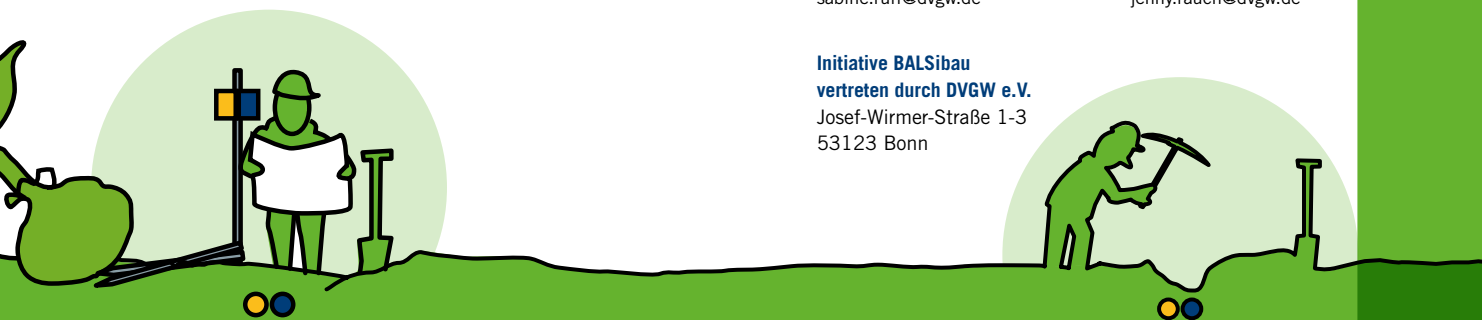 Initiative BALSibau
vertreten durch DVGW e.V.
Josef-Wirmer-Straße 1-3
53123 Bonn